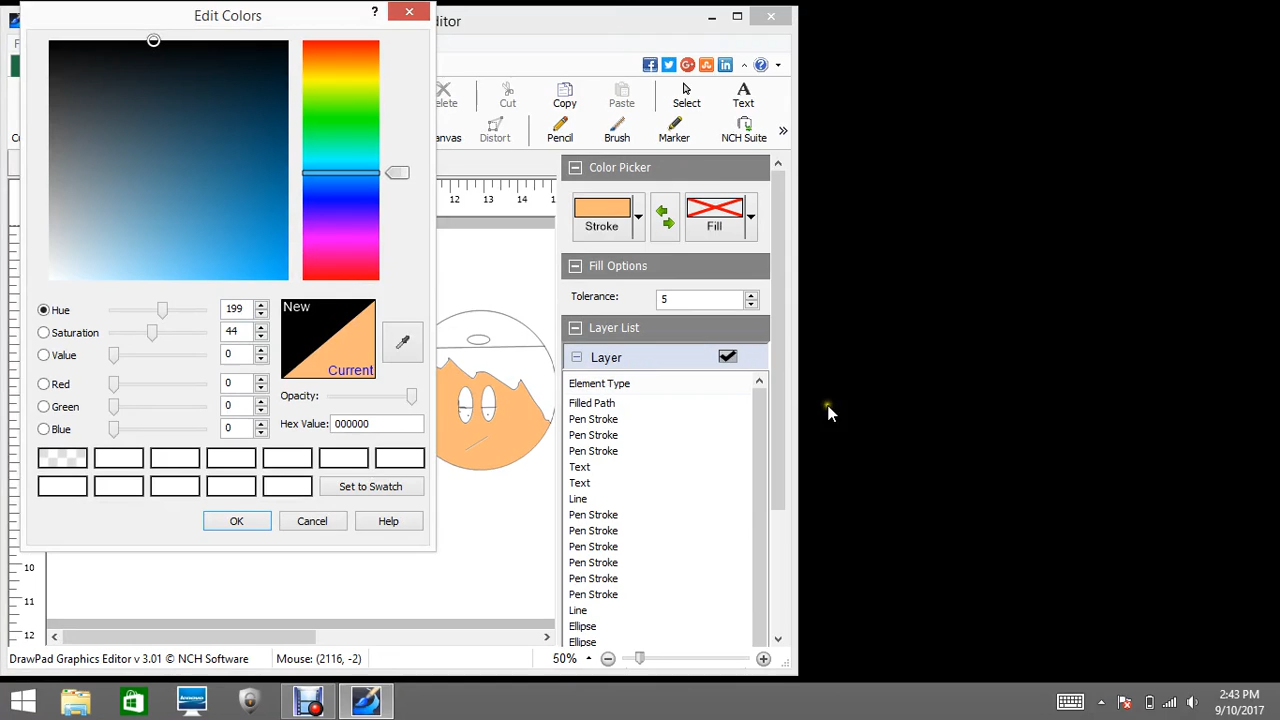 Edit Colors
?
ditor
elete
Cut
Copy
Paste
Select
Text
anvas
Distort
Pencil
Brush
Marker
NCH Suite
»
12 13 14 1
Color Picker
Stroke
Fill
Fill Options
Tolerance:
5
Layer List
Layer
Element Type
Filled Path
Pen Stroke
Pen Stroke
Pen Stroke
Text
Text
Line
Pen Stroke
Pen Stroke
Pen Stroke
Pen Stroke
Pen Stroke
Pen Stroke
Line
Ellipse
Ellipse
Hue 199
Saturation 44
Value 0
Red 0
Green 0
Blue 0
New
Current
Opacity:
Hex Value: 000000
Set to Swatch
OK
Cancel
Help
10
11
12
DrawPad Graphics Editor v 3.01 © NCH Software
Mouse: (2116, -2)
50%
2:43 PM
9/10/2017